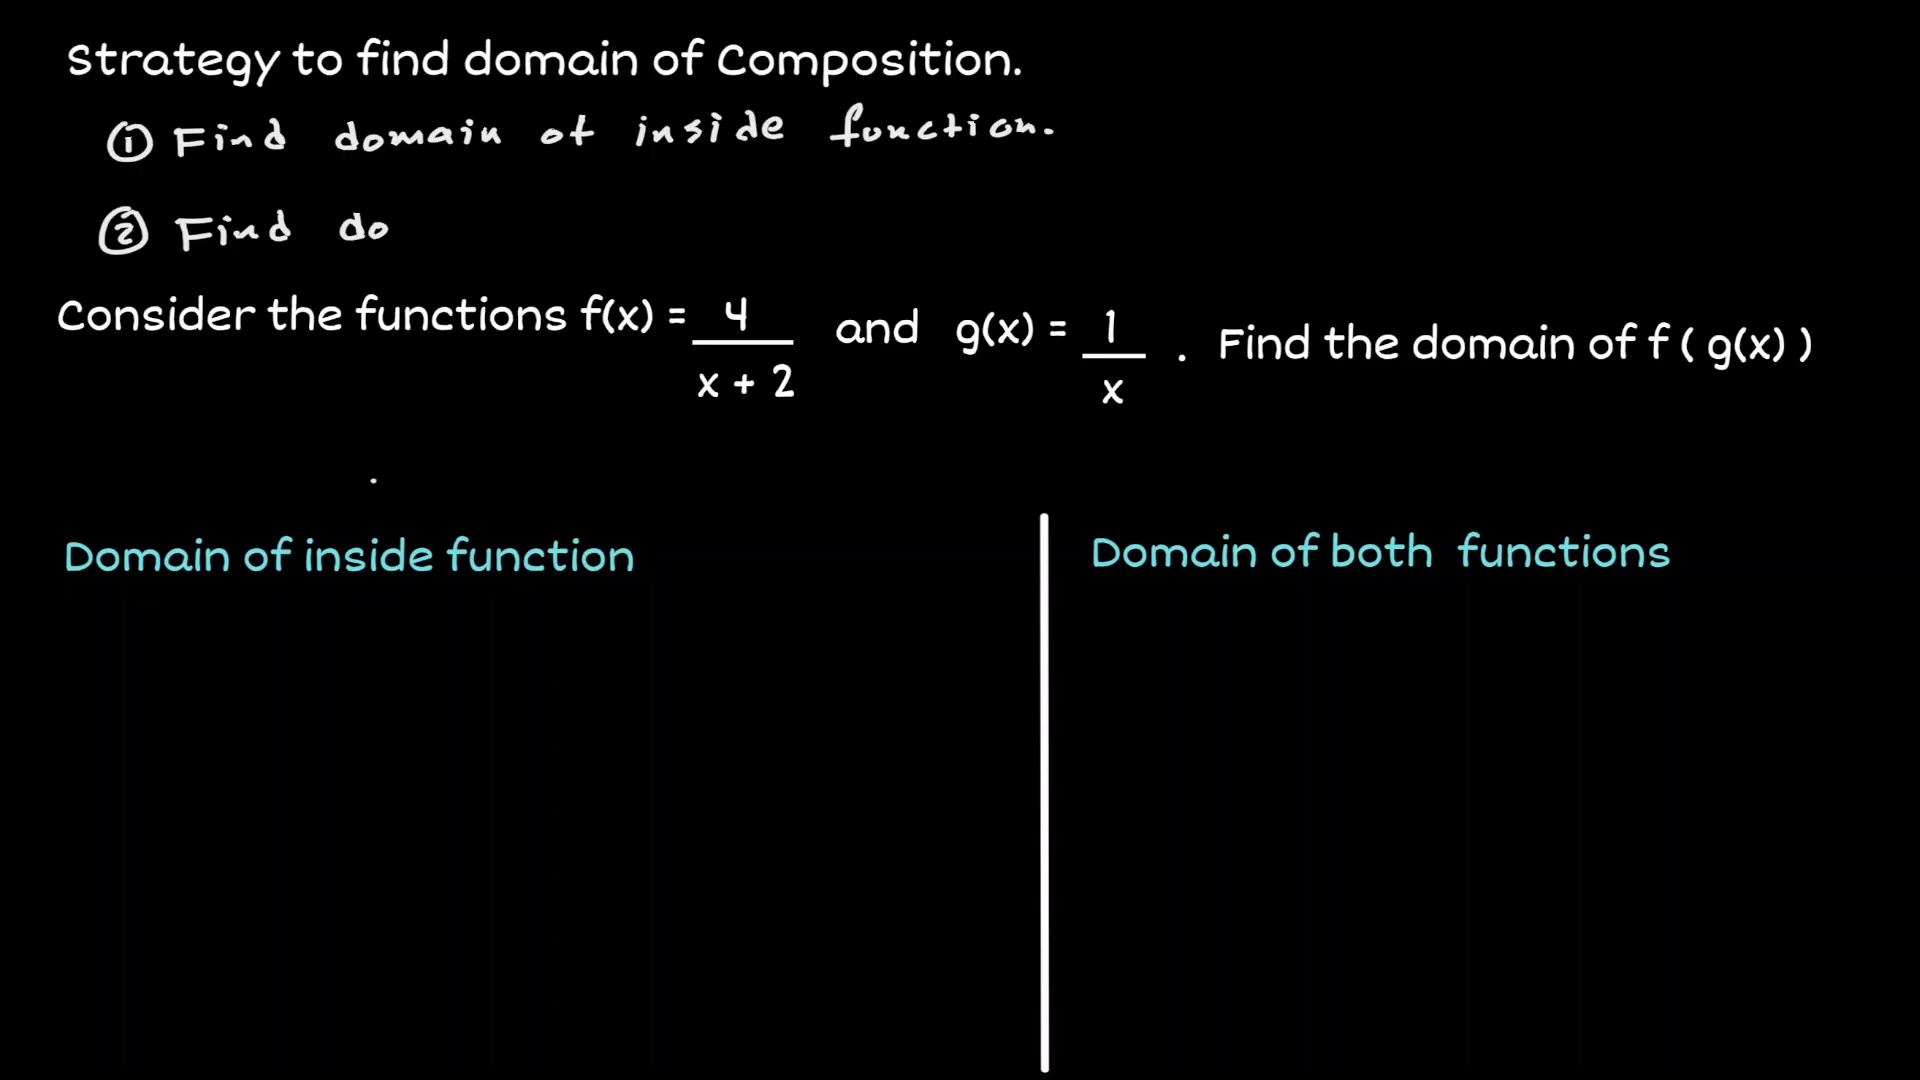 Strategy to find domain of Composition.
① Find domain of inside function.
② Find do
Consider the functions f(x) = 4 / x + 2 and g(x) = 1 / x . Find the domain of f ( g(x) )
Domain of inside function
Domain of both functions